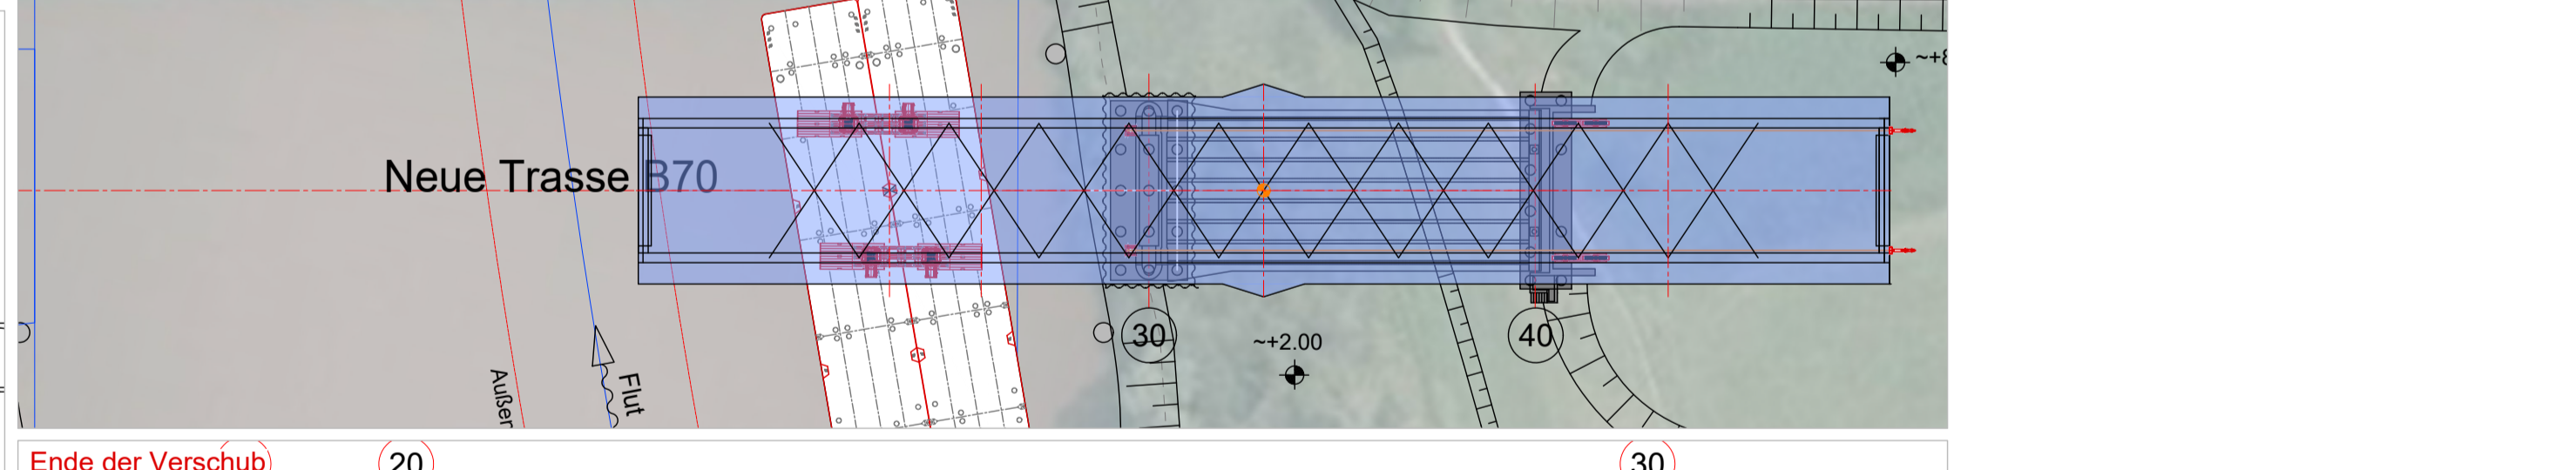 ~+8
Neue Trasse B70
30
40
~+2.00
Außen
Flut
Ende der Verschub
20
30